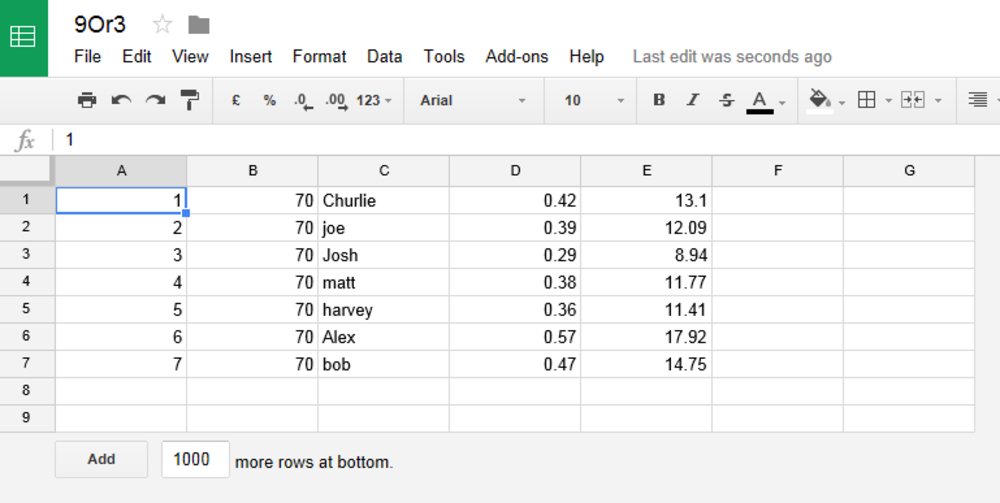 9Or3
File Edit View Insert Format Data Tools Add-ons Help Last edit was seconds ago
£ % .0 .00 123 Arial 10 B I S A
fx 1
A B C D E F G
1 1 70 Churlie 0.42 13.1
2 2 70 joe 0.39 12.09
3 3 70 Josh 0.29 8.94
4 4 70 matt 0.38 11.77
5 5 70 harvey 0.36 11.41
6 6 70 Alex 0.57 17.92
7 7 70 bob 0.47 14.75
8
9
Add 1000 more rows at bottom.